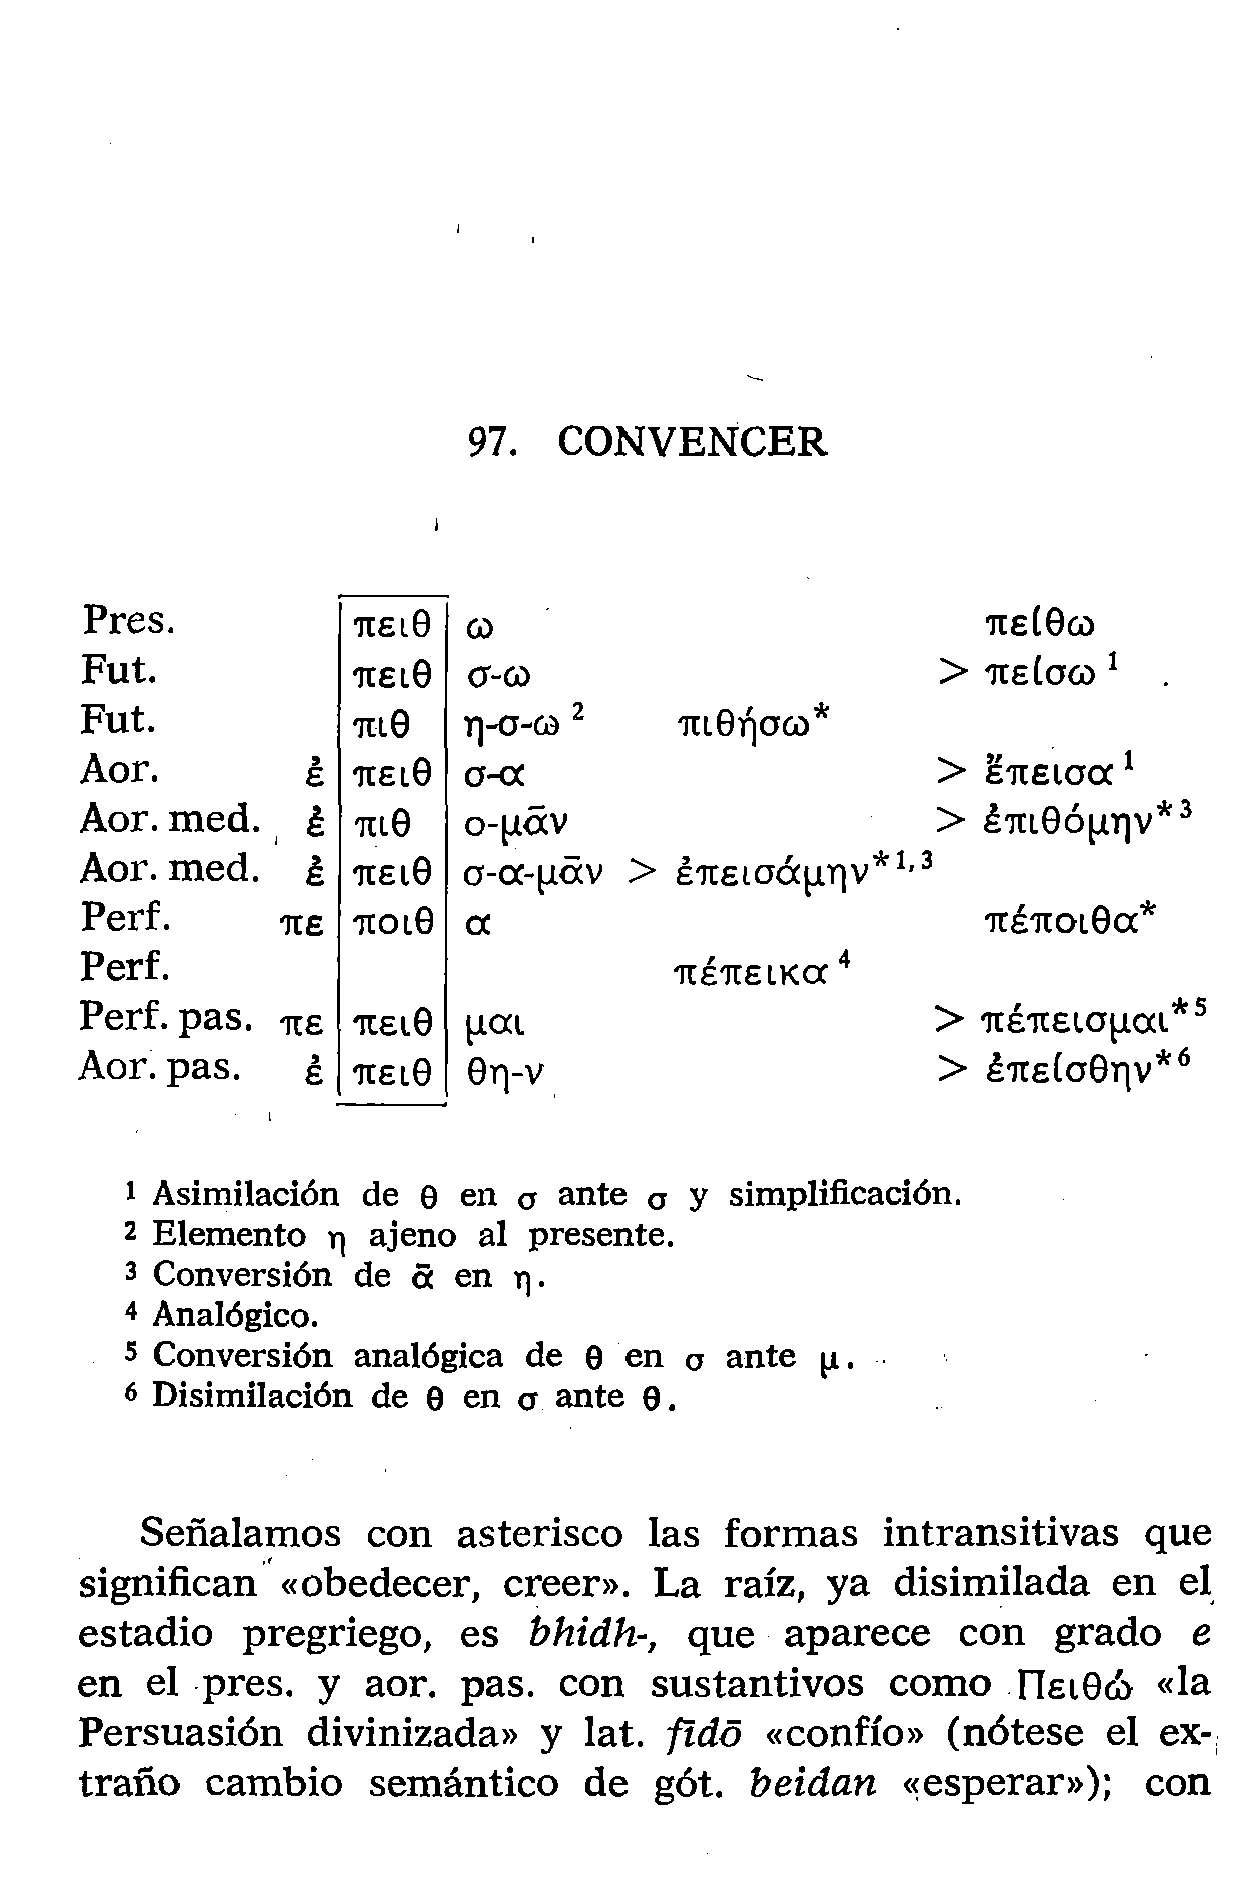 97. CONVENCER
Pres. πειθ ω πείθω
Fut. πειθ σ-ω > πείσω ¹
Fut. πιθ η-σ-ω ² πιθήσω*
Aor. ἐ πειθ σ-α > ἔπεισα ¹
Aor. med. ἐ πιθ ο-μᾱν > ἐπιθόμην* ³
Aor. med. ἐ πειθ σ-α-μᾱν > ἐπεισάμην* ¹, ³
Perf. πε ποιθ α πέποιθα*
Perf. πέπεικα ⁴
Perf. pas. πε πειθ μαι > πέπεισμαι* ⁵
Aor. pas. ἐ πειθ θη-ν > ἐπείσθην* ⁶
¹ Asimilación de θ en σ ante σ y simplificación.
² Elemento η ajeno al presente.
³ Conversión de ᾱ en η.
⁴ Analógico.
⁵ Conversión analógica de θ en σ ante μ.
⁶ Disimilación de θ en σ ante θ.
Señalamos con asterisco las formas intransitivas que
significan «obedecer, creer». La raíz, ya disimilada en el
estadio pregriego, es bhidh-, que aparece con grado e
en el pres. y aor. pas. con sustantivos como Πειθώ «la
Persuasión divinizada» y lat. fīdō «confío» (nótese el ex-
traño cambio semántico de gót. beidan «esperar»); con